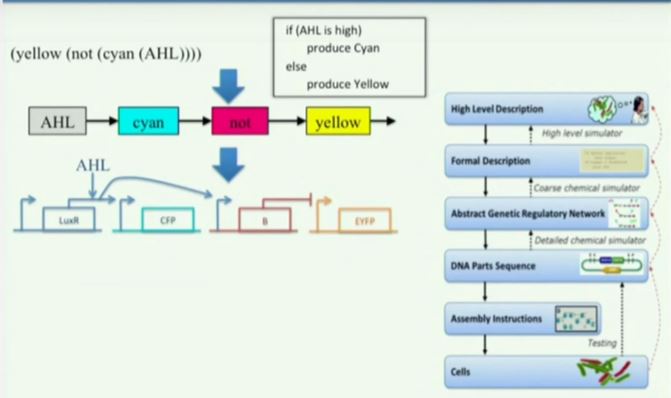 (yellow (not (cyan (AHL))))
if (AHL is high)
produce Cyan
else
produce Yellow
AHL
cyan
not
yellow
AHL
LuxR
CFP
B
EYFP
High Level Description
High level simulator
Formal Description
Coarse chemical simulator
Abstract Genetic Regulatory Network
Detailed chemical simulator
DNA Parts Sequence
Assembly Instructions
Testing
Cells